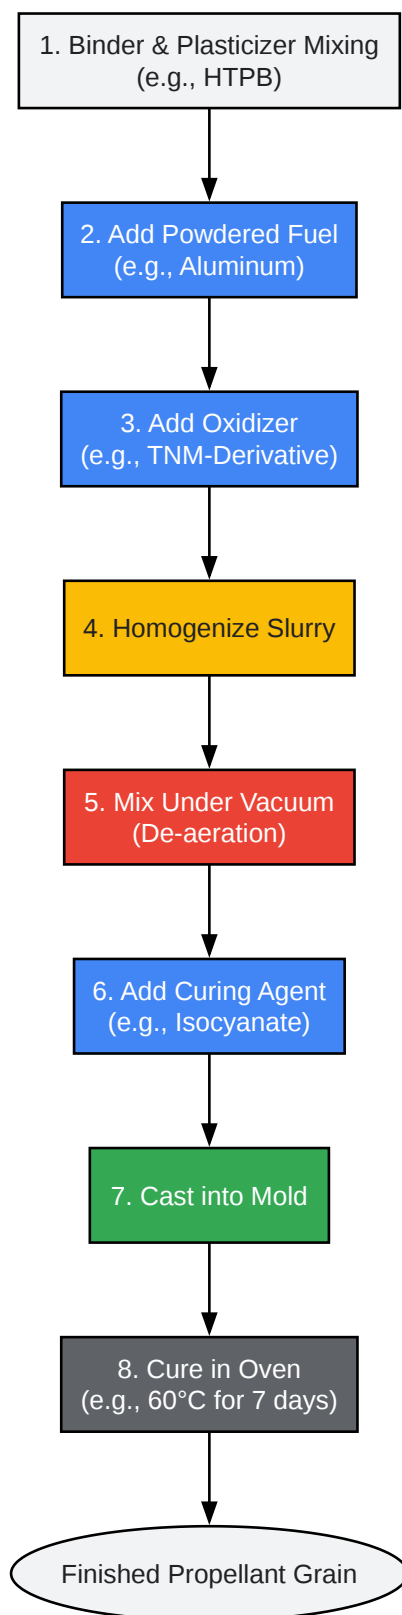 1. Binder & Plasticizer Mixing
(e.g., HTPB)
2. Add Powdered Fuel
(e.g., Aluminum)
3. Add Oxidizer
(e.g., TNM-Derivative)
4. Homogenize Slurry
5. Mix Under Vacuum
(De-aeration)
6. Add Curing Agent
(e.g., Isocyanate)
7. Cast into Mold
8. Cure in Oven
(e.g., 60°C for 7 days)
Finished Propellant Grain